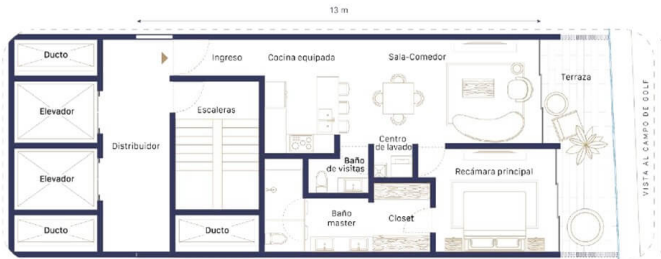 13 m
Ducto
Ingreso
Cocina equipada
Sala-Comedor
Terraza
Elevador
Escaleras
Distribuidor
Centro
de lavado
VISTA AL CAMPO DE GOLF
Baño
de visitas
Elevador
Recámara principal
Baño
master
Closet
Ducto
Ducto